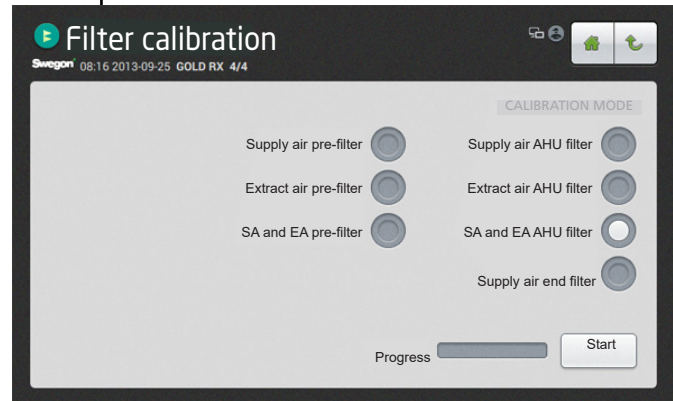 Filter calibration
Swegon 08:16 2013-09-25 GOLD RX 4/4
CALIBRATION MODE
Supply air pre-filter Supply air AHU filter
Extract air pre-filter Extract air AHU filter
SA and EA pre-filter SA and EA AHU filter
Supply air end filter
Progress Start